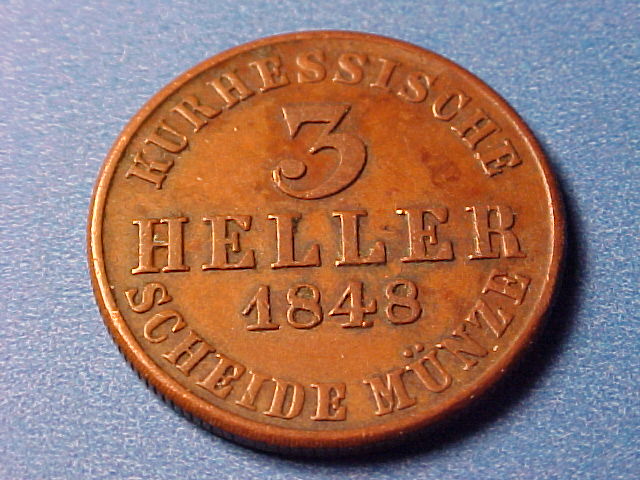 KURHESSISCHE
3
HELLER
1848
SCHEIDE MÜNZE